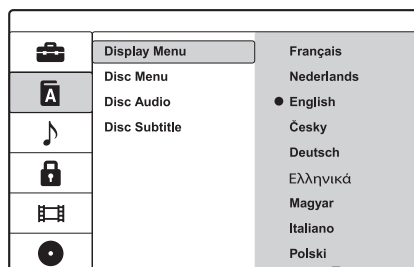 A
Display Menu
Disc Menu
Disc Audio
Disc Subtitle
Français
Nederlands
English
Česky
Deutsch
Ελληνικά
Magyar
Italiano
Polski